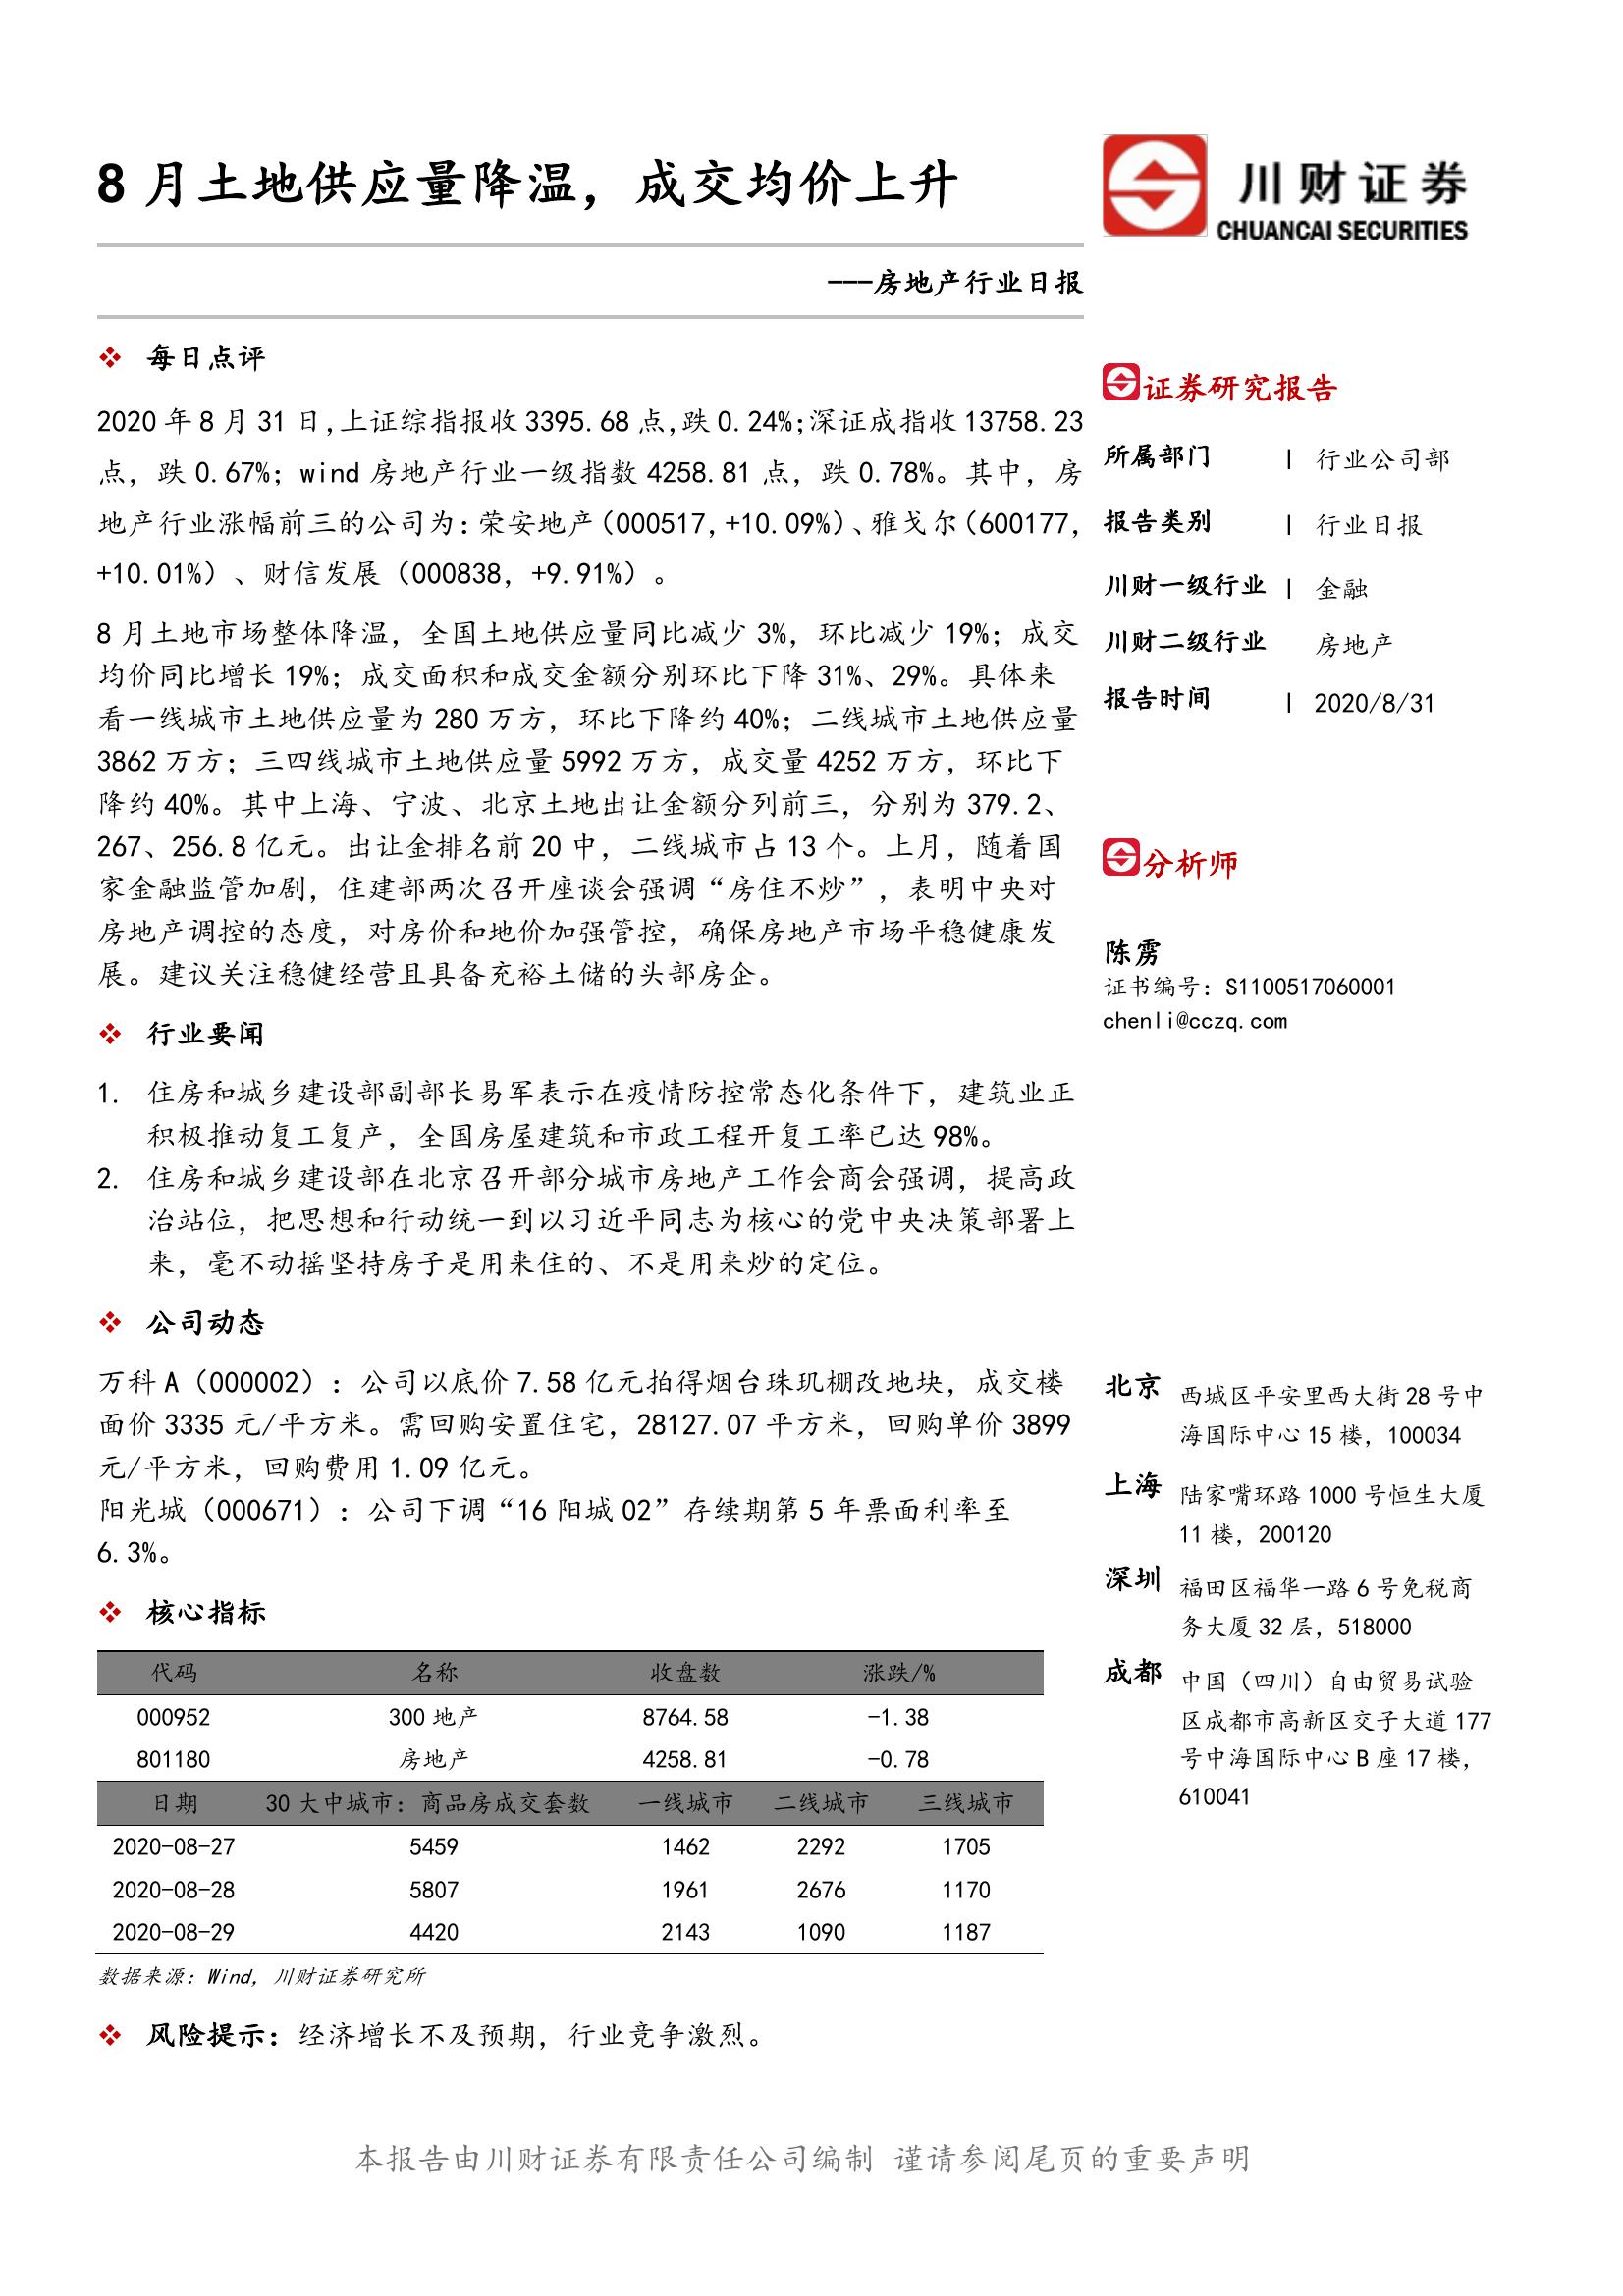 8 月土地供应量降温，成交均价上升
川财证券
CHUANCAI SECURITIES
---房地产行业日报
❖ 每日点评
2020 年 8 月 31 日,上证综指报收 3395.68 点,跌 0.24%;深证成指收 13758.23
点，跌 0.67%；wind 房地产行业一级指数 4258.81 点，跌 0.78%。其中，房
地产行业涨幅前三的公司为：荣安地产（000517，+10.09%）、雅戈尔（600177，
+10.01%）、财信发展（000838，+9.91%）。
8 月土地市场整体降温，全国土地供应量同比减少 3%，环比减少 19%；成交
均价同比增长 19%；成交面积和成交金额分别环比下降 31%、29%。具体来
看一线城市土地供应量为 280 万方，环比下降约 40%；二线城市土地供应量
3862 万方；三四线城市土地供应量 5992 万方，成交量 4252 万方，环比下
降约 40%。其中上海、宁波、北京土地出让金额分列前三，分别为 379.2、
267、256.8 亿元。出让金排名前 20 中，二线城市占 13 个。上月，随着国
家金融监管加剧，住建部两次召开座谈会强调“房住不炒”，表明中央对
房地产调控的态度，对房价和地价加强管控，确保房地产市场平稳健康发
展。建议关注稳健经营且具备充裕土储的头部房企。
❖ 行业要闻
1. 住房和城乡建设部副部长易军表示在疫情防控常态化条件下，建筑业正
积极推动复工复产，全国房屋建筑和市政工程开复工率已达 98%。
2. 住房和城乡建设部在北京召开部分城市房地产工作会商会强调，提高政
治站位，把思想和行动统一到以习近平同志为核心的党中央决策部署上
来，毫不动摇坚持房子是用来住的、不是用来炒的定位。
❖ 公司动态
万科 A（000002）：公司以底价 7.58 亿元拍得烟台珠玑棚改地块，成交楼
面价 3335 元/平方米。需回购安置住宅，28127.07 平方米，回购单价 3899
元/平方米，回购费用 1.09 亿元。
阳光城（000671）：公司下调“16 阳城 02”存续期第 5 年票面利率至
6.3%。
❖ 核心指标
代码 名称 收盘数 涨跌/%
000952 300 地产 8764.58 -1.38
801180 房地产 4258.81 -0.78
日期 30 大中城市：商品房成交套数 一线城市 二线城市 三线城市
2020-08-27 5459 1462 2292 1705
2020-08-28 5807 1961 2676 1170
2020-08-29 4420 2143 1090 1187
数据来源：Wind，川财证券研究所
❖ 风险提示：经济增长不及预期，行业竞争激烈。
证券研究报告
所属部门 | 行业公司部
报告类别 | 行业日报
川财一级行业 | 金融
川财二级行业 房地产
报告时间 | 2020/8/31
分析师
陈雳
证书编号：S1100517060001
chenli@cczq.com
北京 西城区平安里西大街 28 号中
海国际中心 15 楼，100034
上海 陆家嘴环路 1000 号恒生大厦
11 楼，200120
深圳 福田区福华一路 6 号免税商
务大厦 32 层，518000
成都 中国（四川）自由贸易试验
区成都市高新区交子大道 177
号中海国际中心 B 座 17 楼，
610041
本报告由川财证券有限责任公司编制 谨请参阅尾页的重要声明